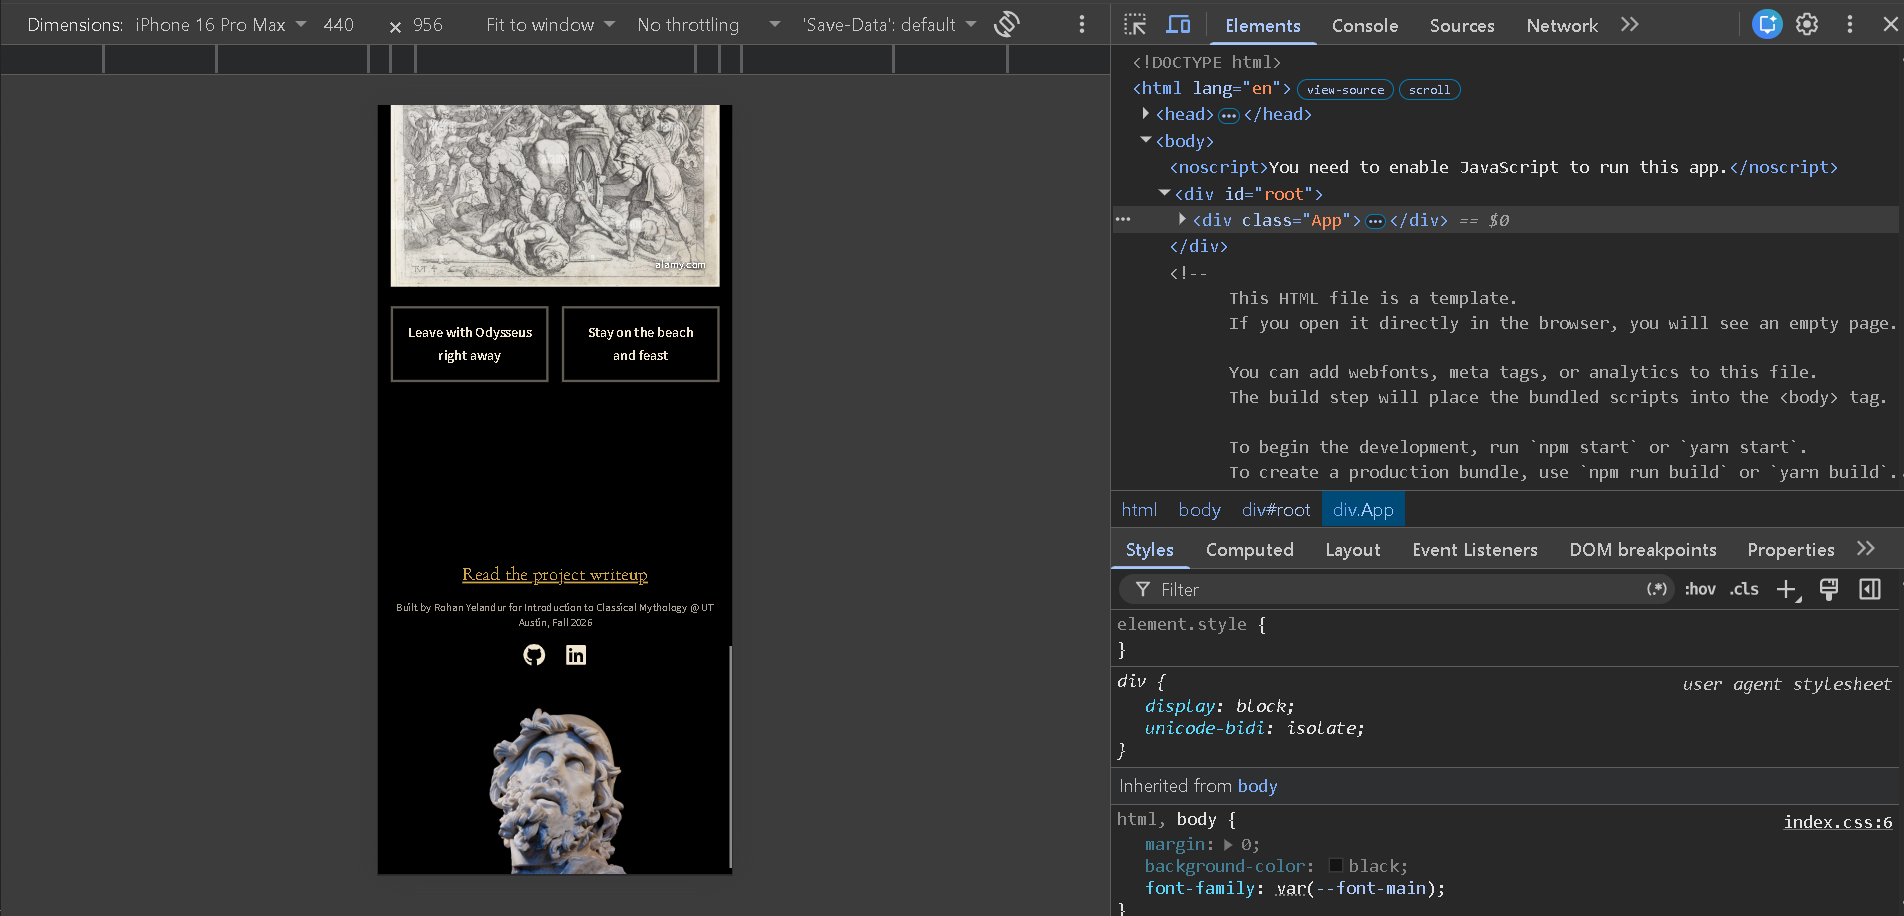 Dimensions: iPhone 16 Pro Max 440 × 956 Fit to window No throttling 'Save-Data': default
alamy.com
Leave with Odysseus
right away
Stay on the beach
and feast
Read the project writeup
Built by Rohan Yelandur for Introduction to Classical Mythology @ UT
Austin, Fall 2026
in
Elements Console Sources Network
<!DOCTYPE html>
<html lang="en"> view-source scroll
<head> ••• </head>
<body>
<noscript>You need to enable JavaScript to run this app.</noscript>
<div id="root">
••• <div class="App"> ••• </div> == $0
</div>
<!--
This HTML file is a template.
If you open it directly in the browser, you will see an empty page.
You can add webfonts, meta tags, or analytics to this file.
The build step will place the bundled scripts into the <body> tag.
To begin the development, run `npm start` or `yarn start`.
To create a production bundle, use `npm run build` or `yarn build`.
html body div#root div.App
Styles Computed Layout Event Listeners DOM breakpoints Properties
Filter (.*) :hov .cls
element.style {
}
div { user agent stylesheet
display: block;
unicode-bidi: isolate;
}
Inherited from body
html, body { index.css:6
margin: 0;
background-color: black;
font-family: var(--font-main);
}